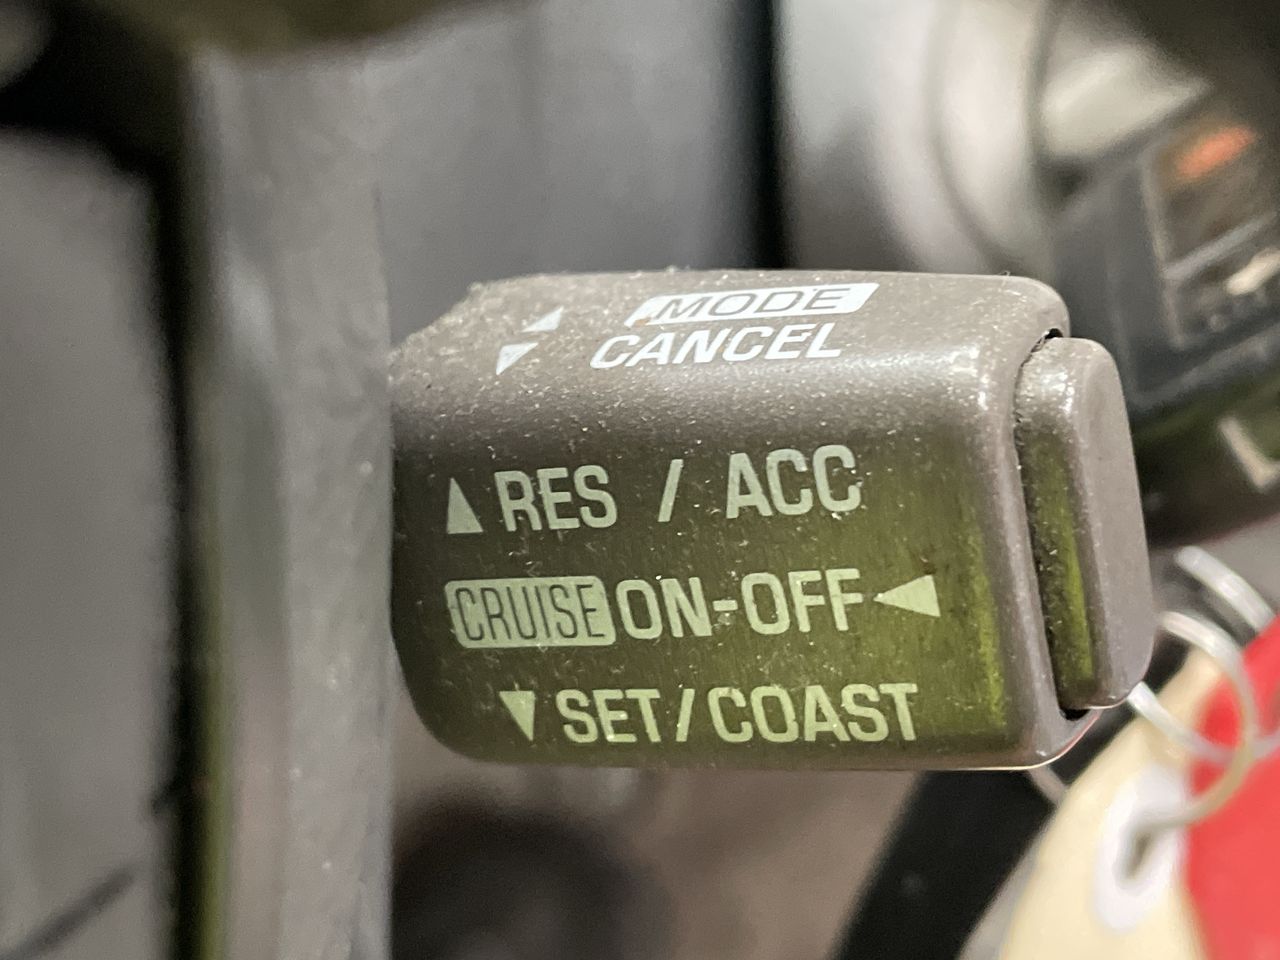 MODE
CANCEL
RES / ACC
CRUISE ON-OFF
SET/COAST